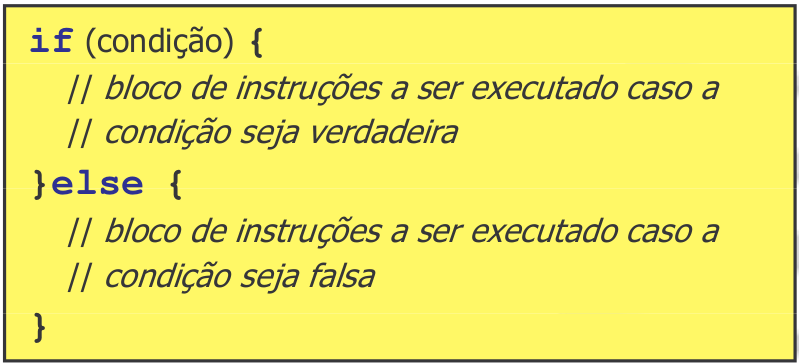 if (condição) {
// bloco de instruções a ser executado caso a
// condição seja verdadeira
}else {
// bloco de instruções a ser executado caso a
// condição seja falsa
}